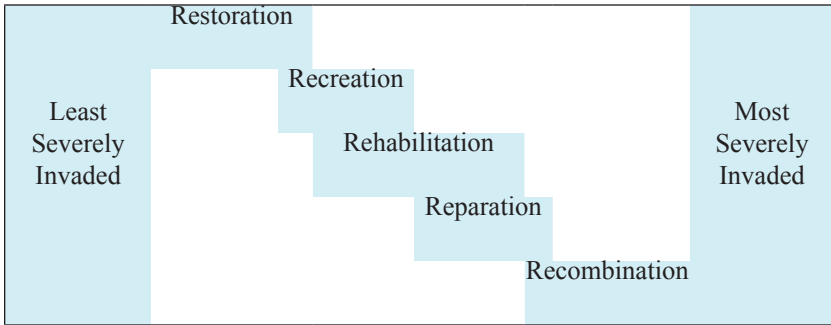 Restoration
Recreation
Least
Severely
Invaded
Rehabilitation
Most
Severely
Invaded
Reparation
Recombination